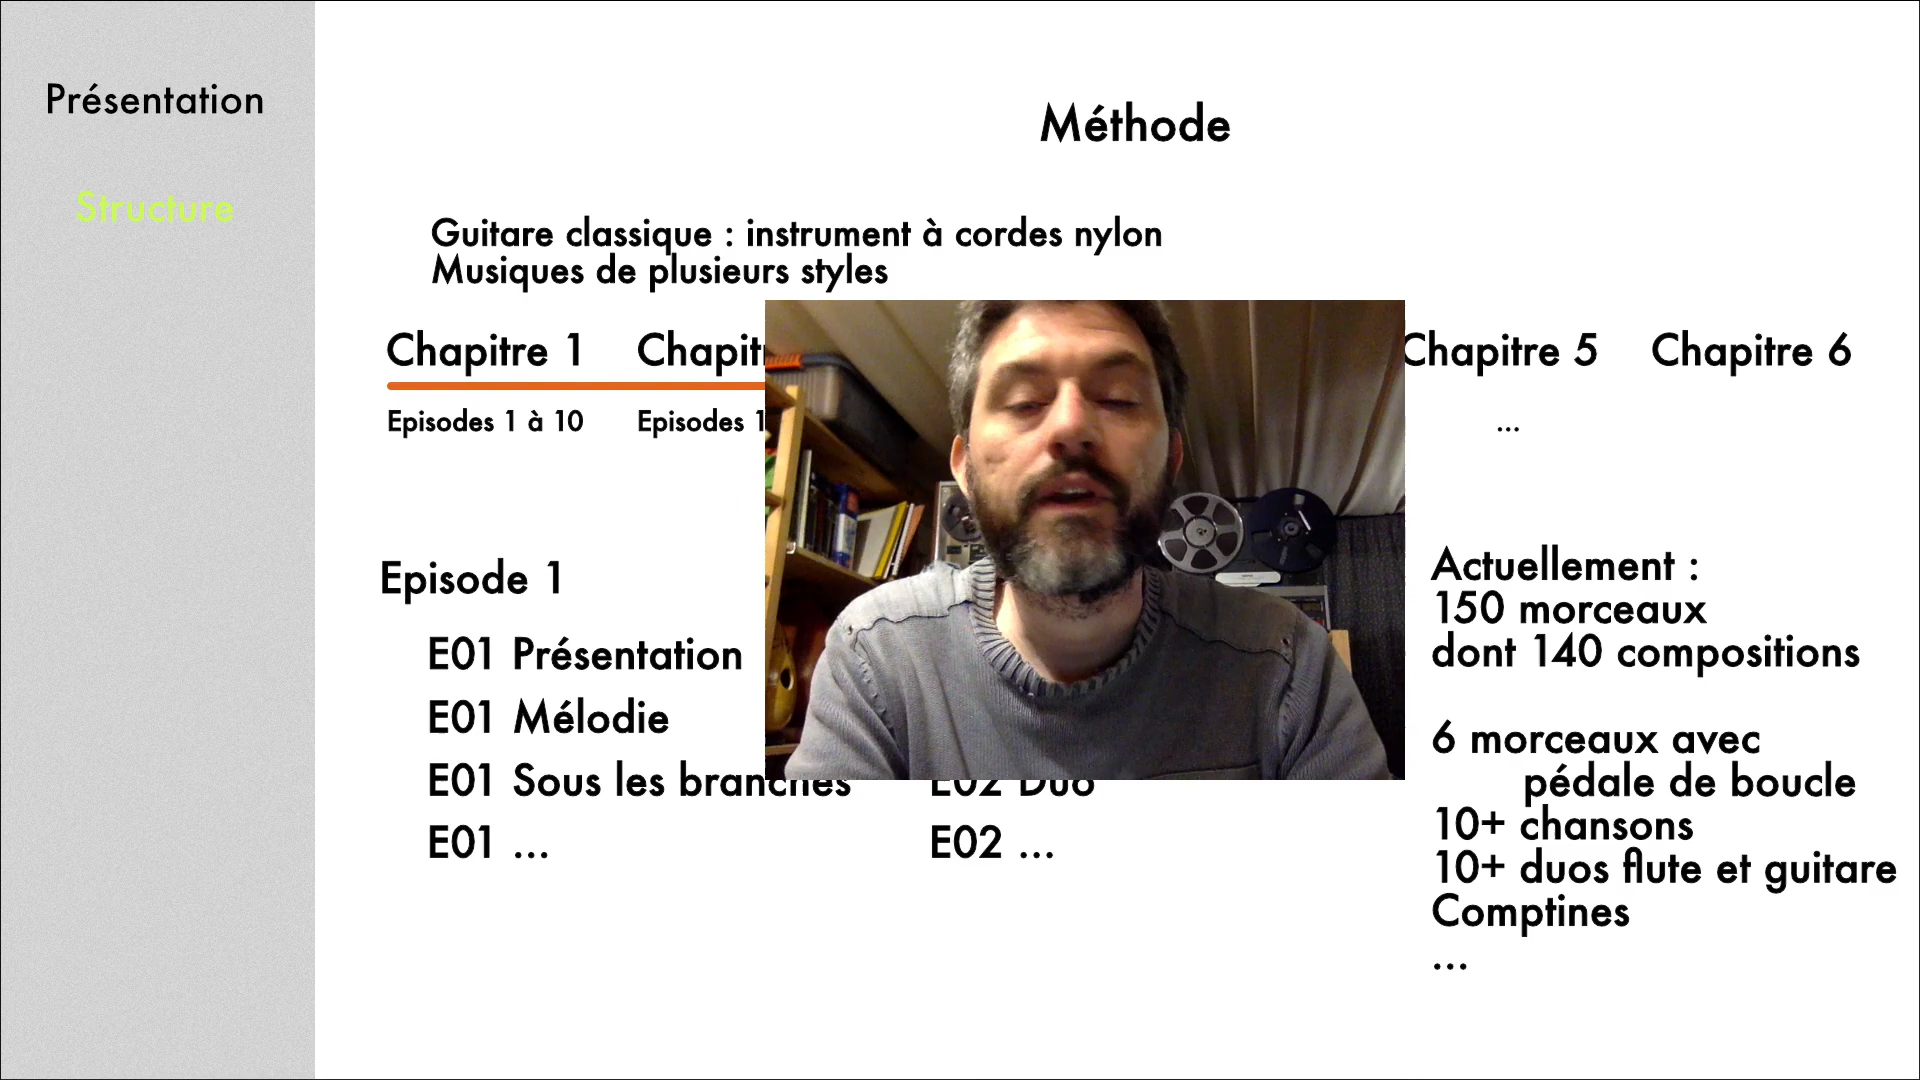 Présentation
Structure
Méthode
Guitare classique : instrument à cordes nylon
Musiques de plusieurs styles
Chapitre 1
Chapitre 5
Chapitre 6
Episodes 1 à 10
Episodes
...
Episode 1
E01 Présentation
E01 Mélodie
E01 Sous les branches
E01 ...
E02 Duo
E02 ...
Actuellement :
150 morceaux
dont 140 compositions
6 morceaux avec
pédale de boucle
10+ chansons
10+ duos flute et guitare
Comptines
...